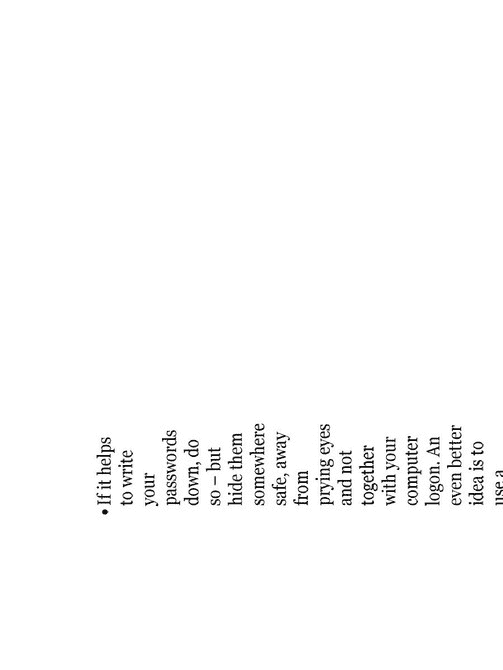 • If it helps
to write
your
passwords
down, do
so – but
hide them
somewhere
safe, away
from
prying eyes
and not
together
with your
computer
logon. An
even better
idea is to
use a